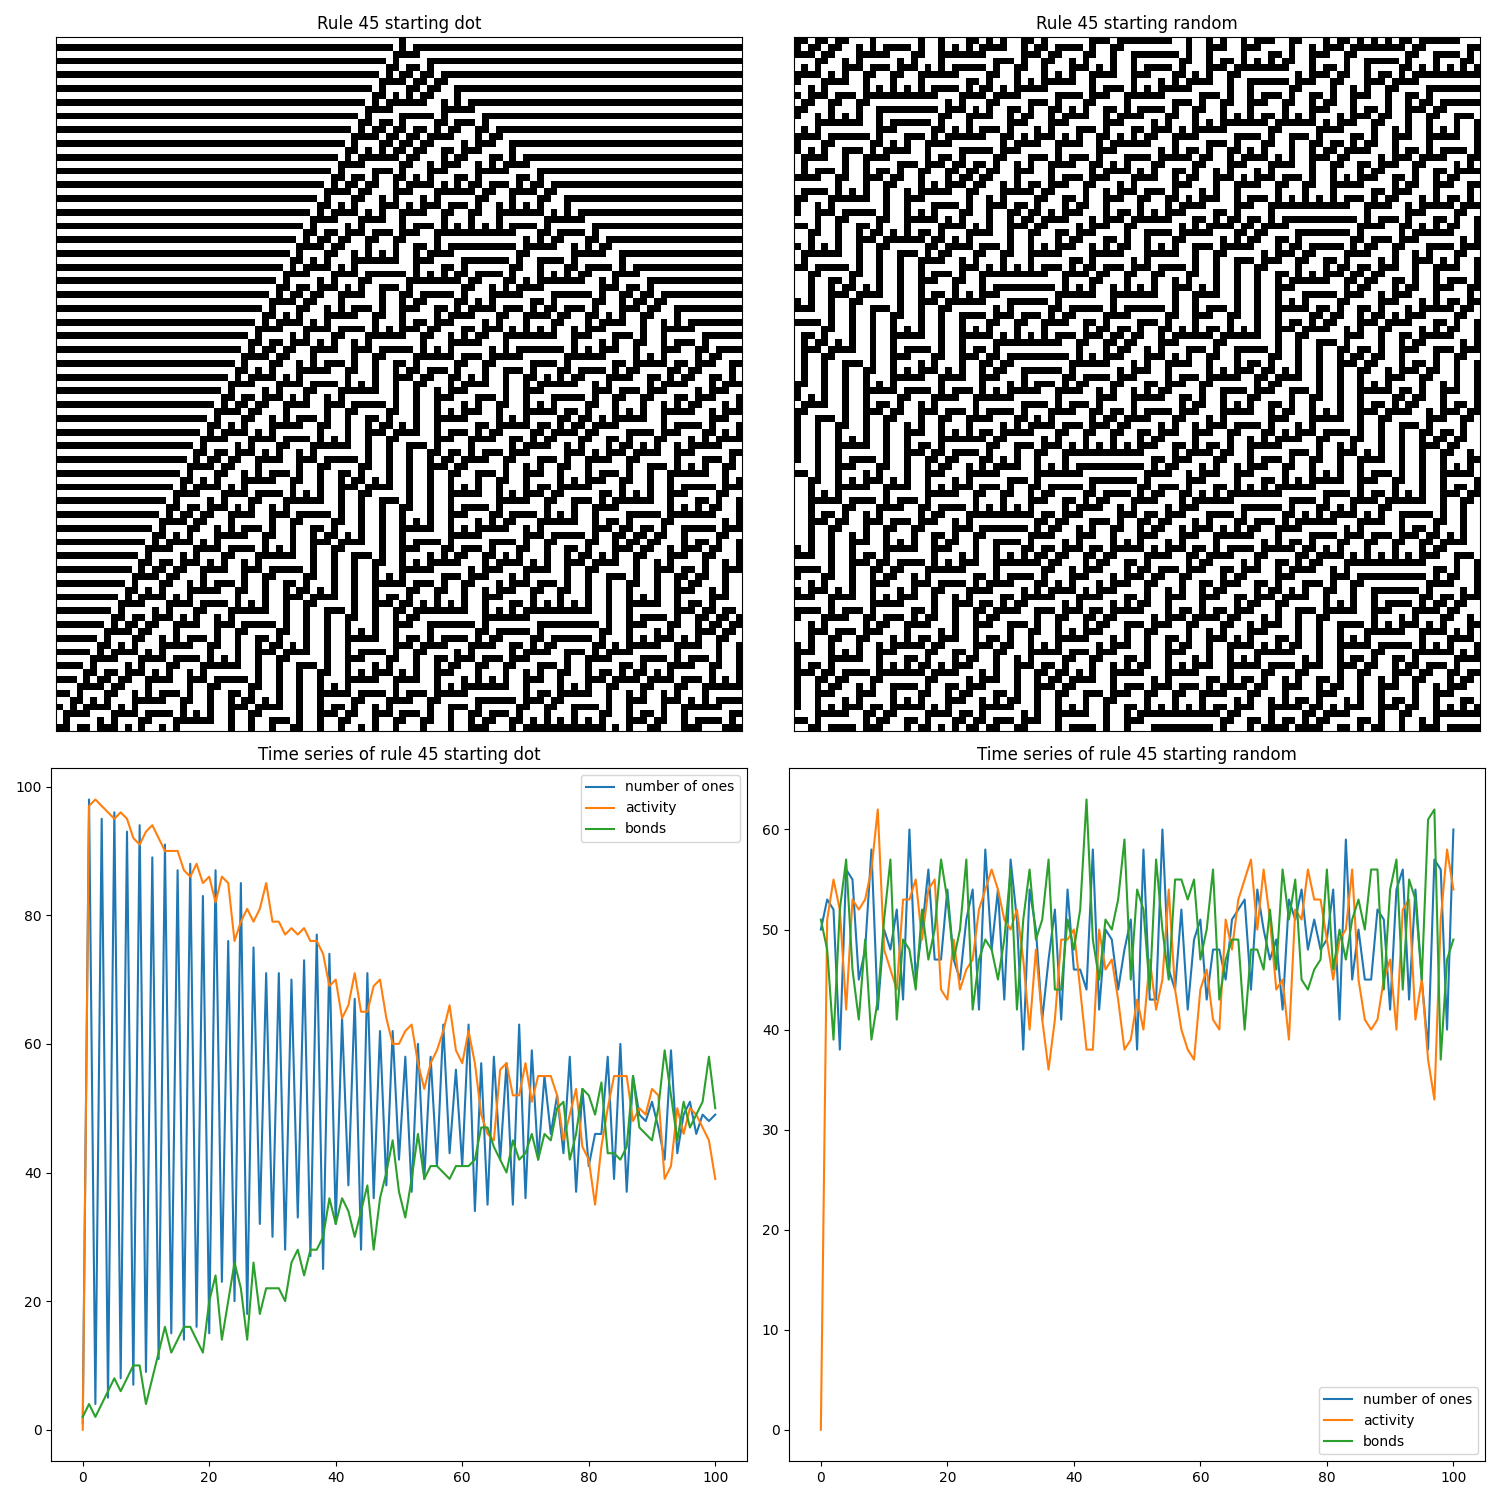 Rule 45 starting dot
Rule 45 starting random
Time series of rule 45 starting dot
100
80
60
40
20
0
0 20 40 60 80 100
number of ones
activity
bonds
Time series of rule 45 starting random
60
50
40
30
20
10
0
0 20 40 60 80 100
number of ones
activity
bonds